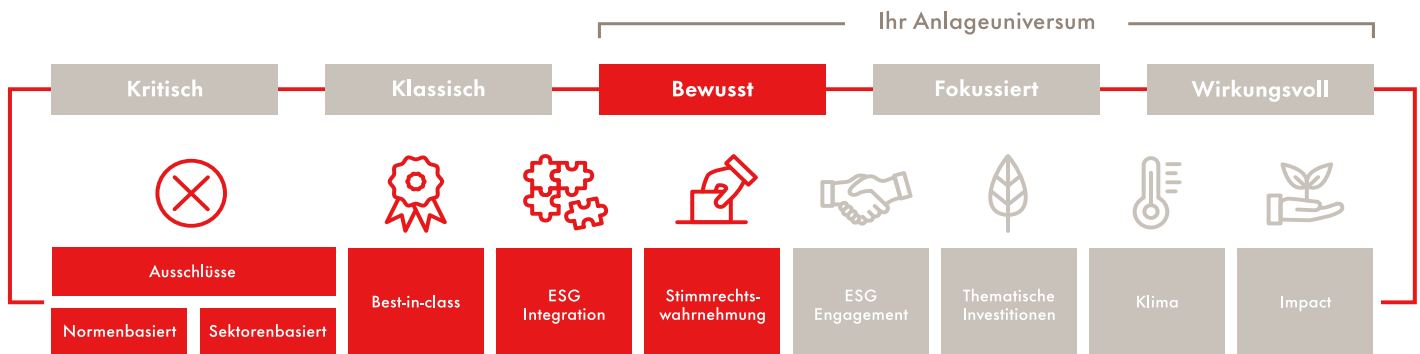 Ihr Anlageuniversum
Kritisch
Klassisch
Bewusst
Fokussiert
Wirkungsvoll
Ausschlüsse
Normenbasiert
Sektorenbasiert
Best-in-class
ESG
Integration
Stimmrechts-
wahrnehmung
ESG
Engagement
Thematische
Investitionen
Klima
Impact